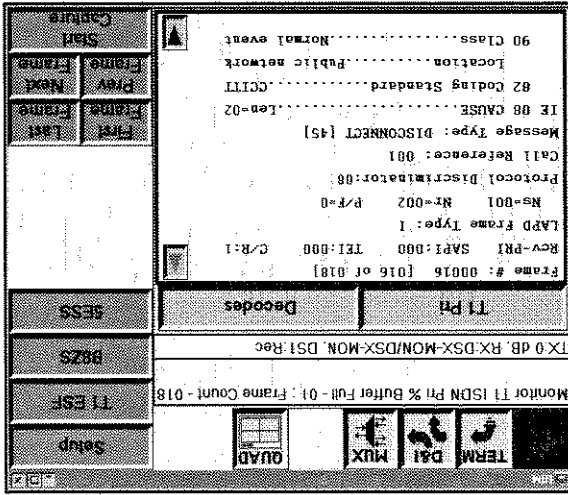 TERM
D&I
MUX
QUAD
Setup
Monitor T1 ISDN Pri % Buffer Full - 01 ; Frame Count - 018
T1 ESF
TX:0 dB, RX:DSX-MON/DSX-MON, DS1:Rec
B8ZS
T1 Pri
Decodes
5ESS
Frame #: 00016 [016 of 018]
Rcv-PRI SAPI:000 TEI:000 C/R:1
LAPD Frame Type: I
Ns=001 Nr=002 P/F=0
Protocol Discriminator:08
Call Reference: 001
Message Type: DISCONNECT [45]
IE 08 CAUSE....................Len=02
82 Coding Standard.............CCITT
Location............Public network
90 Class...............Normal event
First Frame
Last Frame
Prev Frame
Next Frame
Start Capture